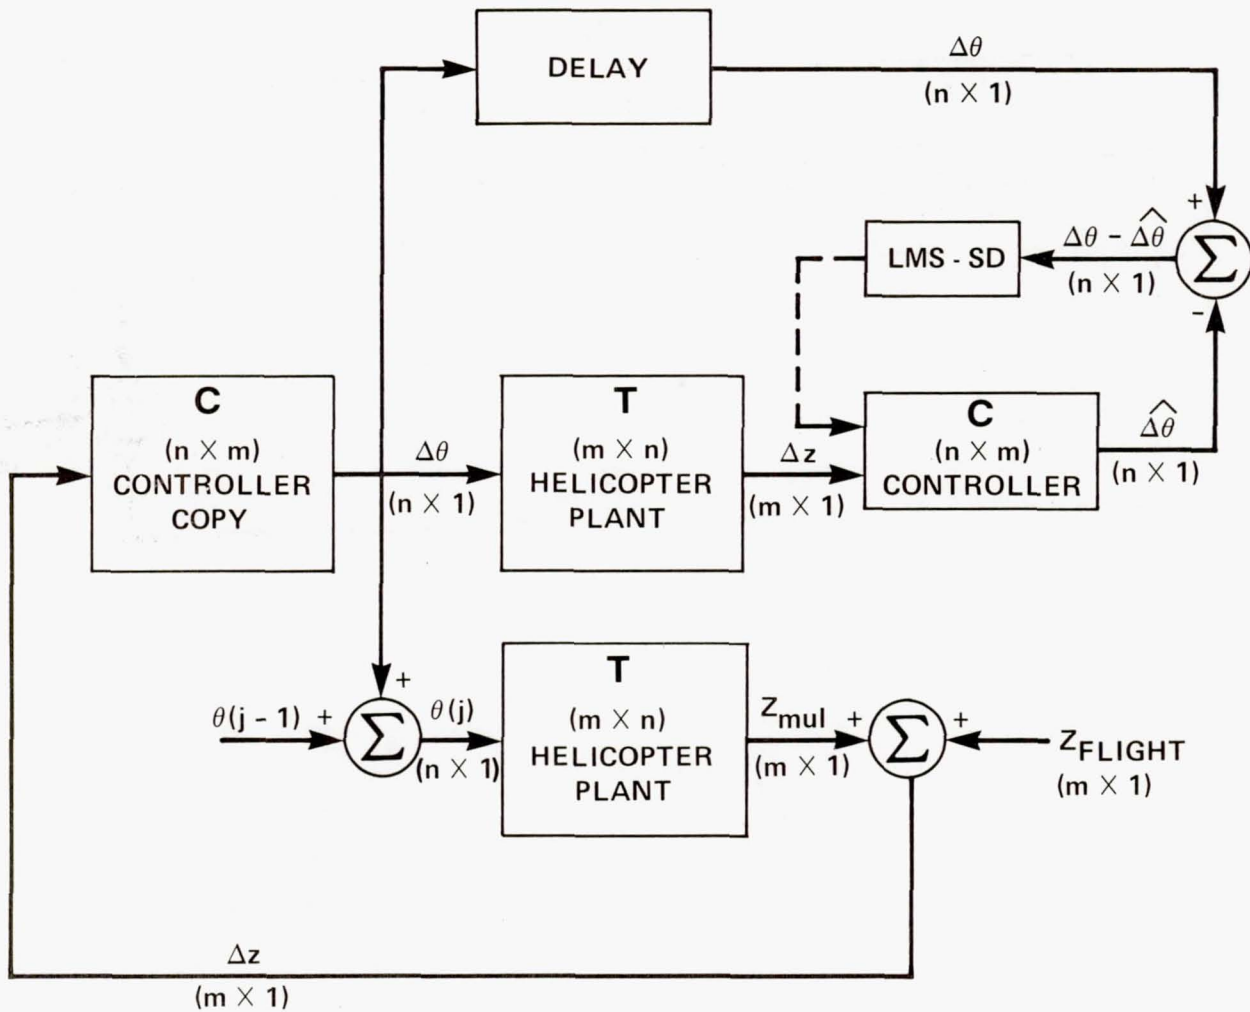 DELAY
Δθ
(n × 1)
+
LMS - SD
Δθ - Δθ̂
(n × 1)
Σ
-
C
(n × m)
CONTROLLER
COPY
Δθ
(n × 1)
T
(m × n)
HELICOPTER
PLANT
Δz
(m × 1)
C
(n × m)
CONTROLLER
Δθ̂
(n × 1)
+
θ(j - 1) +
Σ
θ(j)
(n × 1)
T
(m × n)
HELICOPTER
PLANT
Zmul
(m × 1)
+
Σ
+
ZFLIGHT
(m × 1)
Δz
(m × 1)